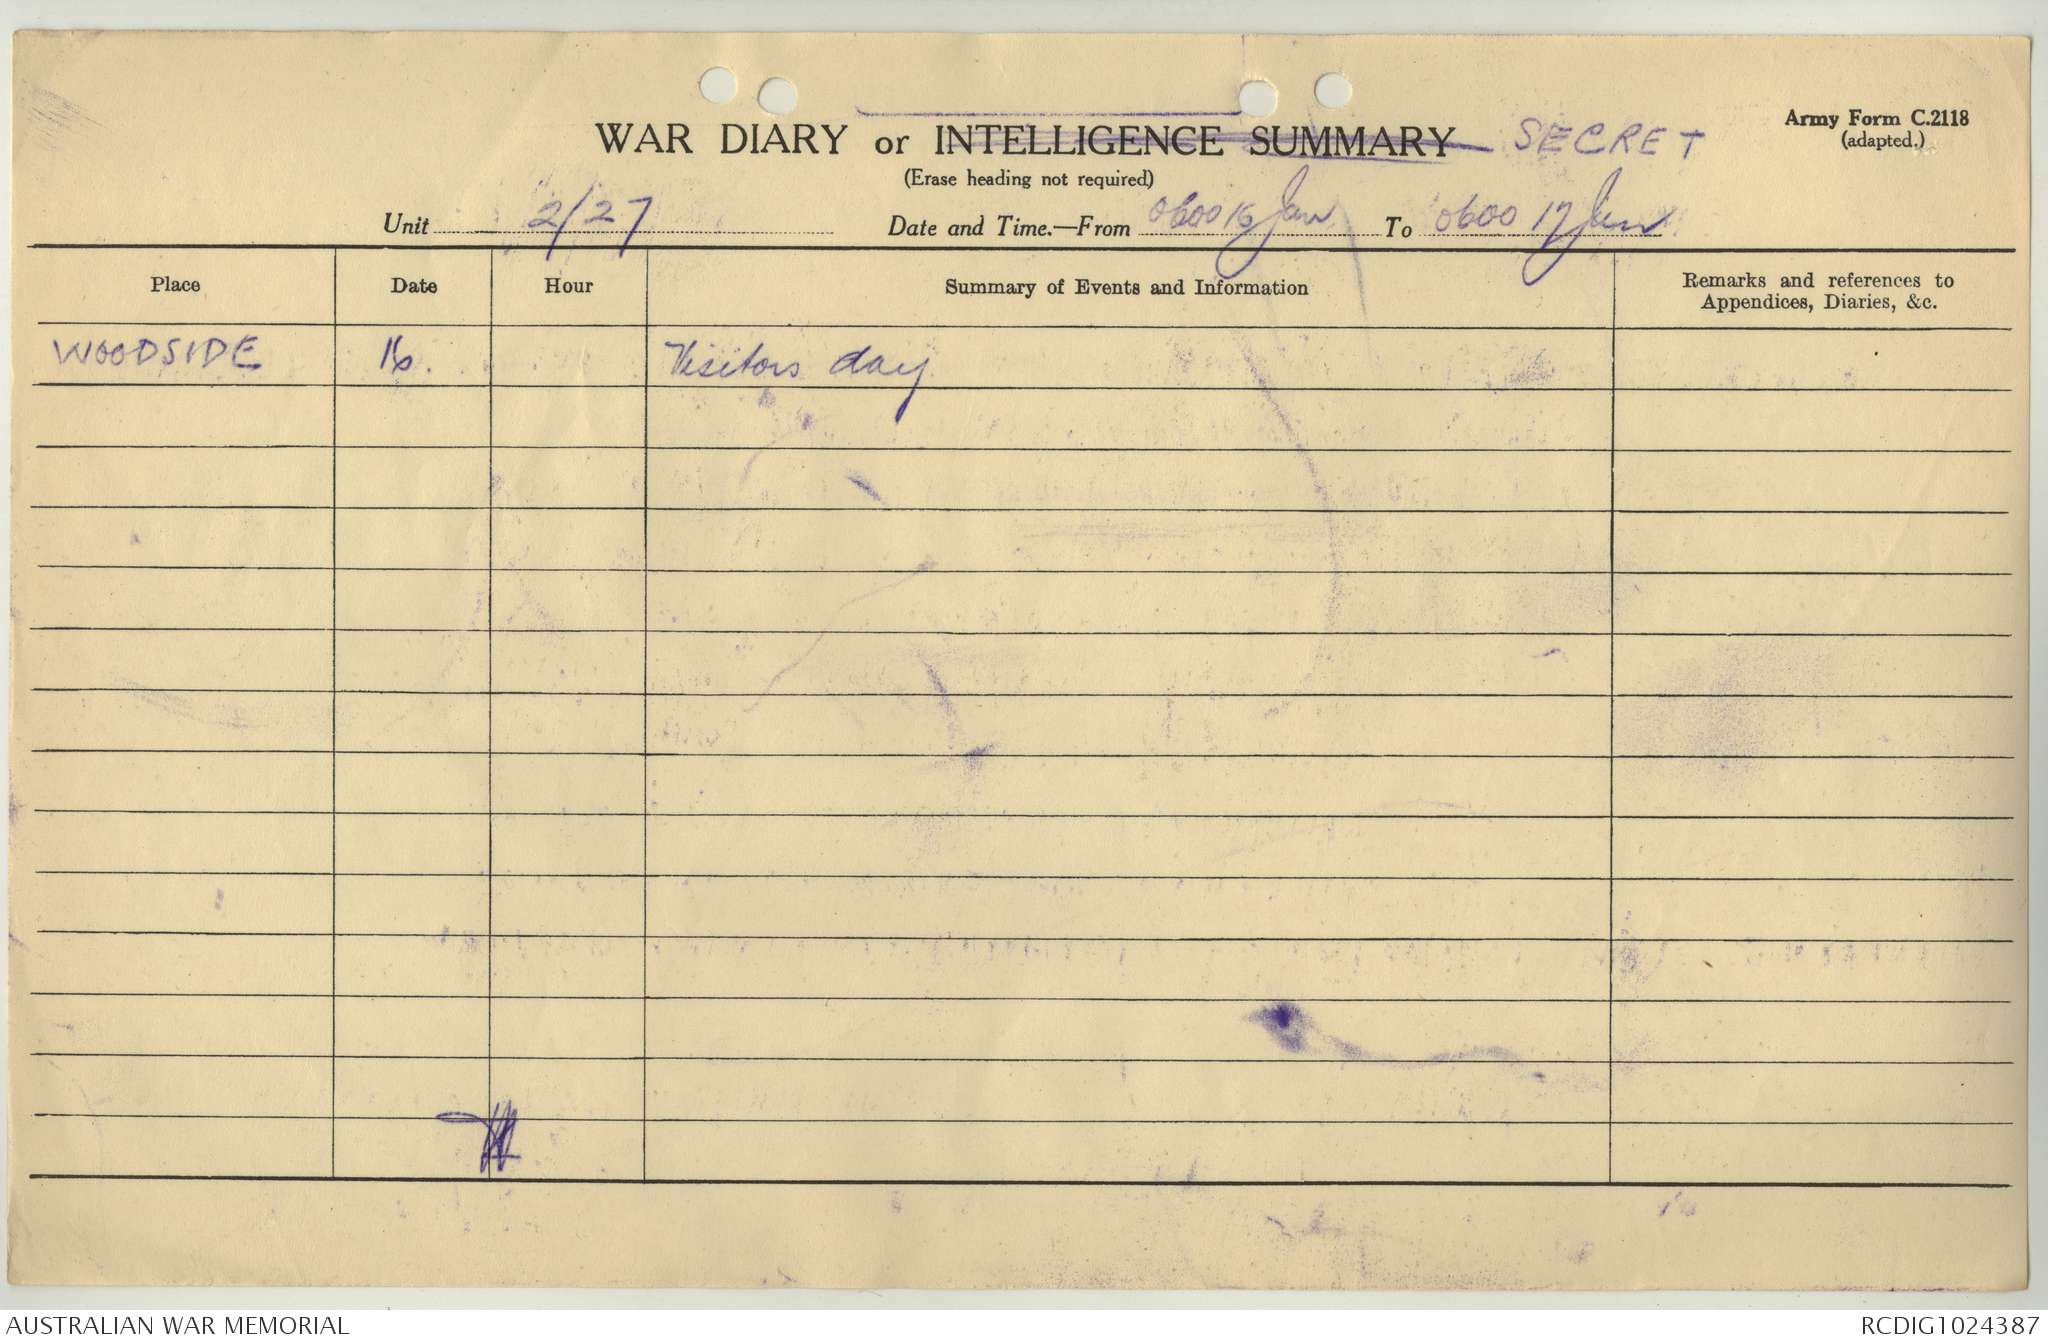 WAR DIARY or INTELLIGENCE SUMMARY SECRET
Army Form C.2118
(adapted.)
(Erase heading not required)
Unit 2/27 Date and Time.—From 0600 16 Jan To 0600 17 Jan
Place Date Hour Summary of Events and Information Remarks and references to Appendices, Diaries, &c.
WOODSIDE 16. Visitors day
AUSTRALIAN WAR MEMORIAL RCDIG1024387